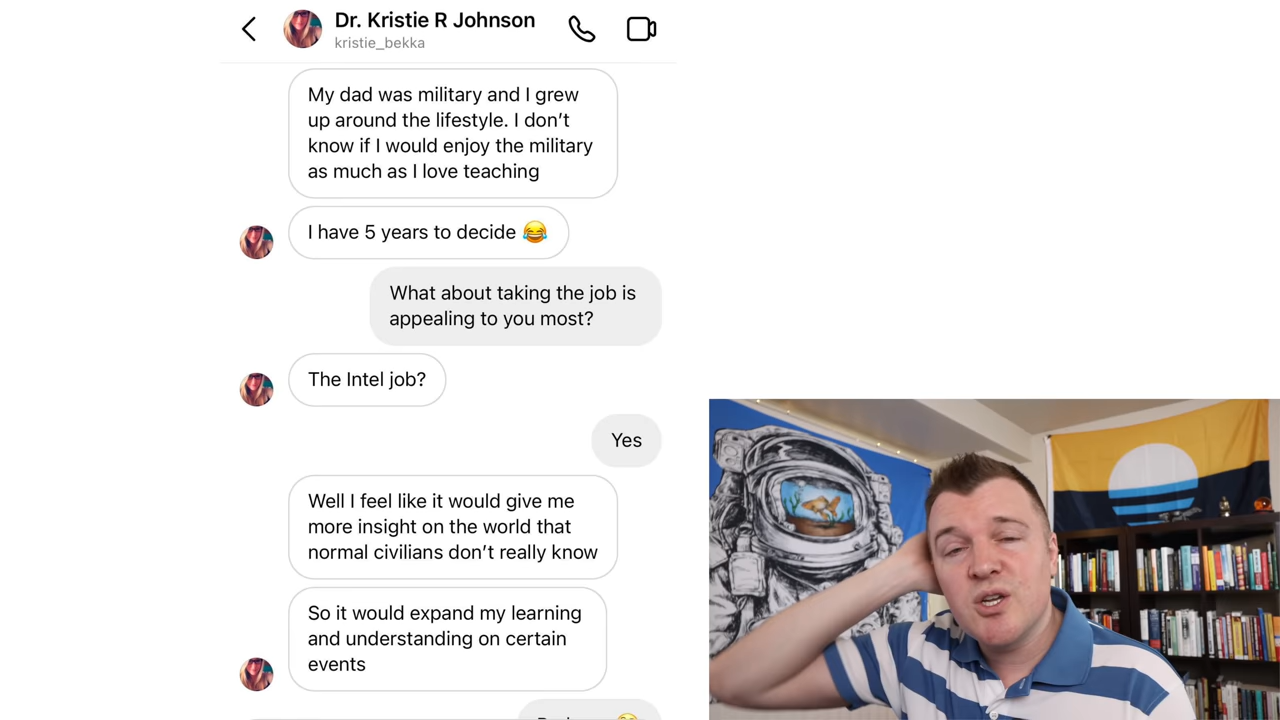 Dr. Kristie R Johnson
kristie_bekka
My dad was military and I grew
up around the lifestyle. I don't
know if I would enjoy the military
as much as I love teaching
I have 5 years to decide 😂
What about taking the job is
appealing to you most?
The Intel job?
Yes
Well I feel like it would give me
more insight on the world that
normal civilians don't really know
So it would expand my learning
and understanding on certain
events